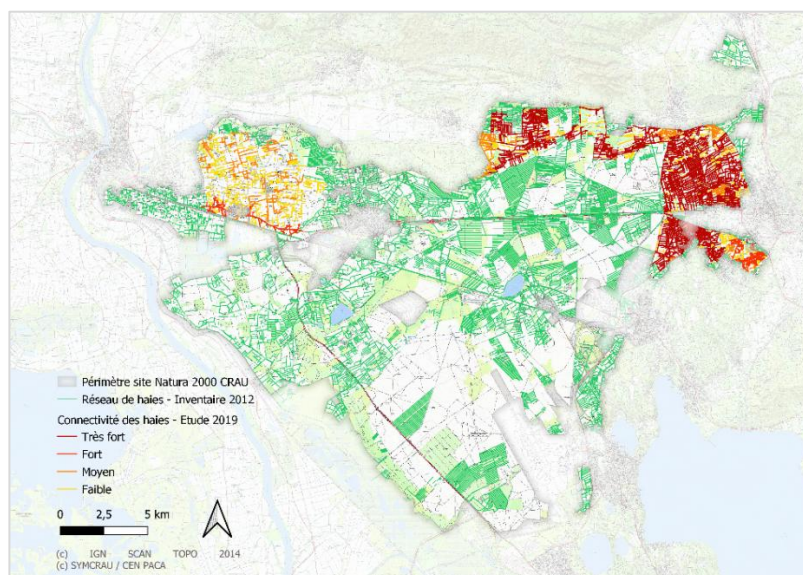 Périmètre site Natura 2000 CRAU
Réseau de haies - Inventaire 2012
Connectivité des haies - Etude 2019
Très fort
Fort
Moyen
Faible
0 2,5 5 km
(c) IGN SCAN TOPO 2014
(c) SYMCRAU / CEN PACA